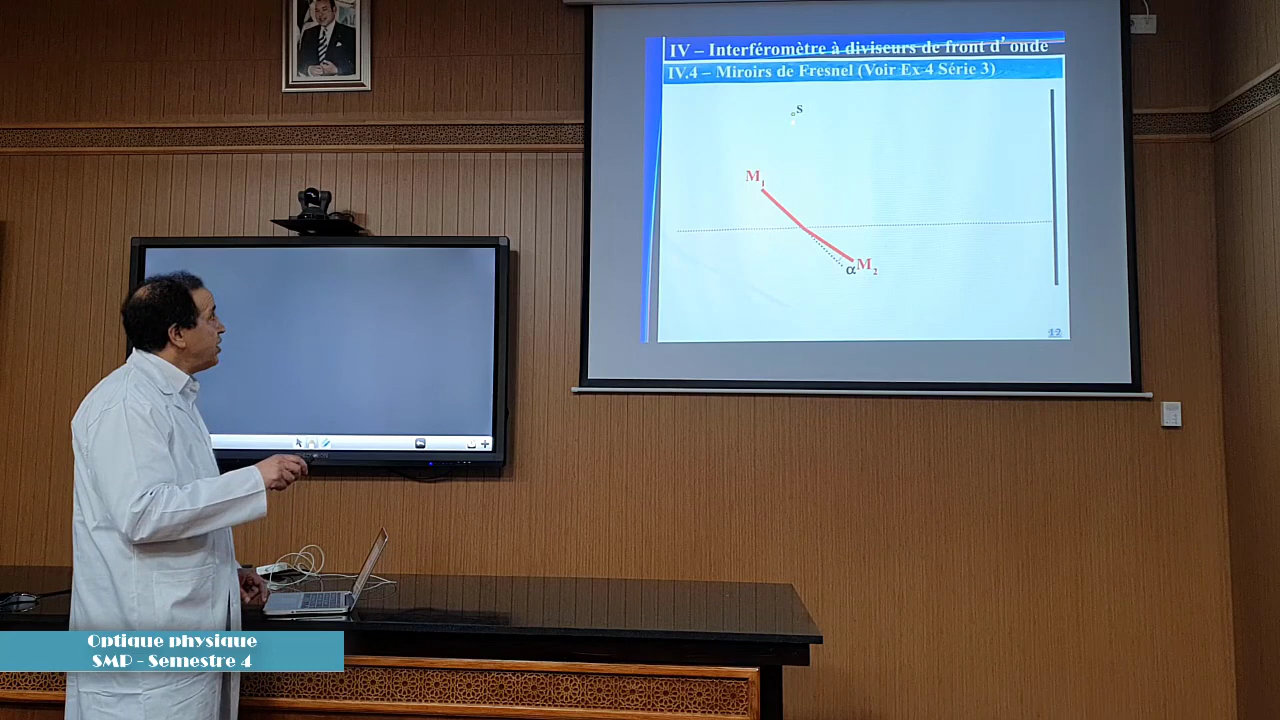 IV – Interféromètre à diviseurs de front d'onde
IV.4 – Miroirs de Fresnel (Voir Ex 4 Série 3)
S
M1
α M2
12
Optique physique
SMP - Semestre 4